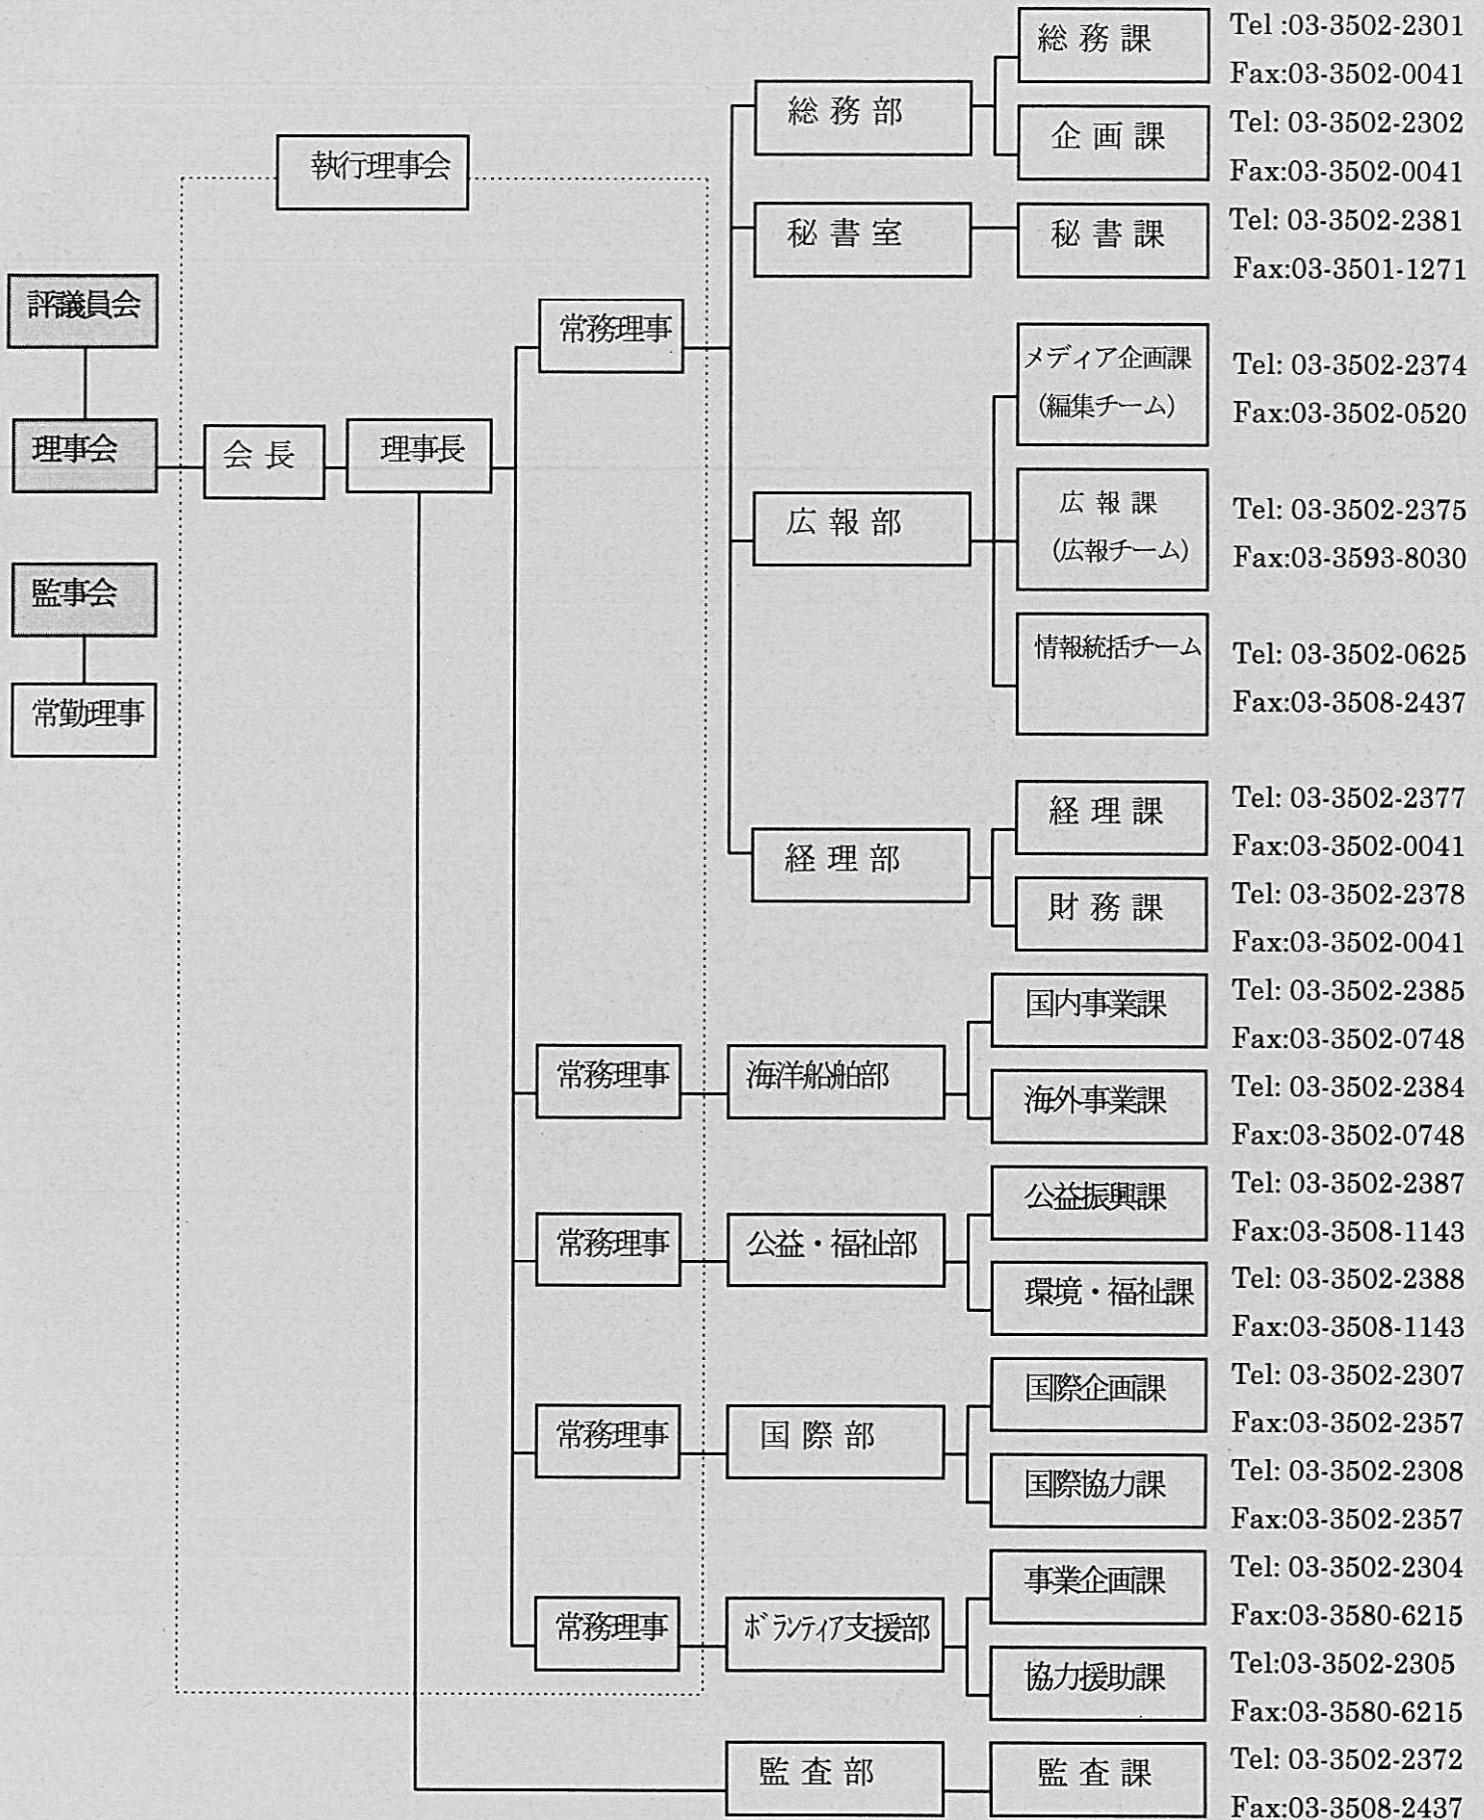 評議員会
理事会
監事会
常勤理事
執行理事会
会長
理事長
常務理事
総務部
総務課
Tel :03-3502-2301
Fax:03-3502-0041
企画課
Tel: 03-3502-2302
Fax:03-3502-0041
秘書室
秘書課
Tel: 03-3502-2381
Fax:03-3501-1271
広報部
メディア企画課
(編集チーム)
Tel: 03-3502-2374
Fax:03-3502-0520
広報課
(広報チーム)
Tel: 03-3502-2375
Fax:03-3593-8030
情報統括チーム
Tel: 03-3502-0625
Fax:03-3508-2437
経理部
経理課
Tel: 03-3502-2377
Fax:03-3502-0041
財務課
Tel: 03-3502-2378
Fax:03-3502-0041
常務理事
海洋船舶部
国内事業課
Tel: 03-3502-2385
Fax:03-3502-0748
海外事業課
Tel: 03-3502-2384
Fax:03-3502-0748
常務理事
公益・福祉部
公益振興課
Tel: 03-3502-2387
Fax:03-3508-1143
環境・福祉課
Tel: 03-3502-2388
Fax:03-3508-1143
常務理事
国際部
国際企画課
Tel: 03-3502-2307
Fax:03-3502-2357
国際協力課
Tel: 03-3502-2308
Fax:03-3502-2357
常務理事
ボランティア支援部
事業企画課
Tel: 03-3502-2304
Fax:03-3580-6215
協力援助課
Tel:03-3502-2305
Fax:03-3580-6215
監査部
監査課
Tel: 03-3502-2372
Fax:03-3508-2437